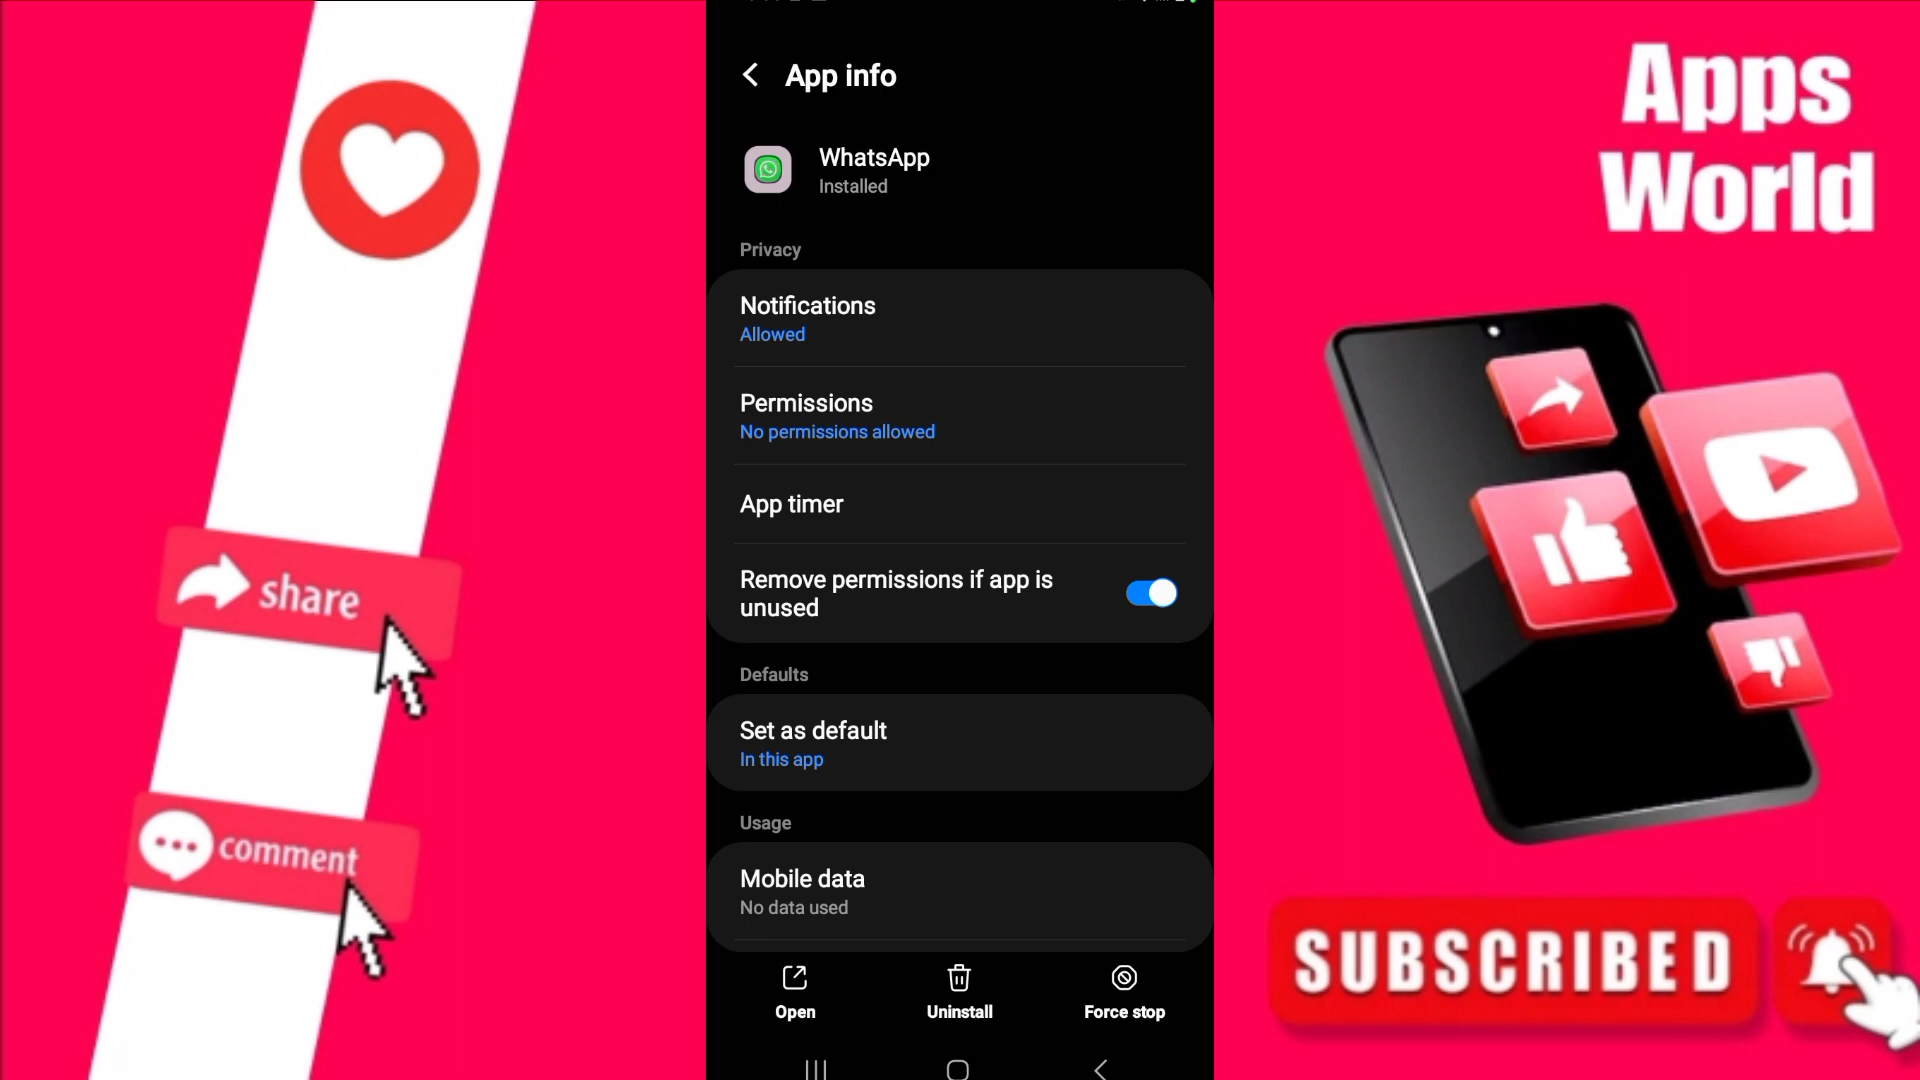 share
comment
App info
WhatsApp
Installed
Privacy
Notifications
Allowed
Permissions
No permissions allowed
App timer
Remove permissions if app is
unused
Defaults
Set as default
In this app
Usage
Mobile data
No data used
Open
Uninstall
Force stop
Apps
World
SUBSCRIBED